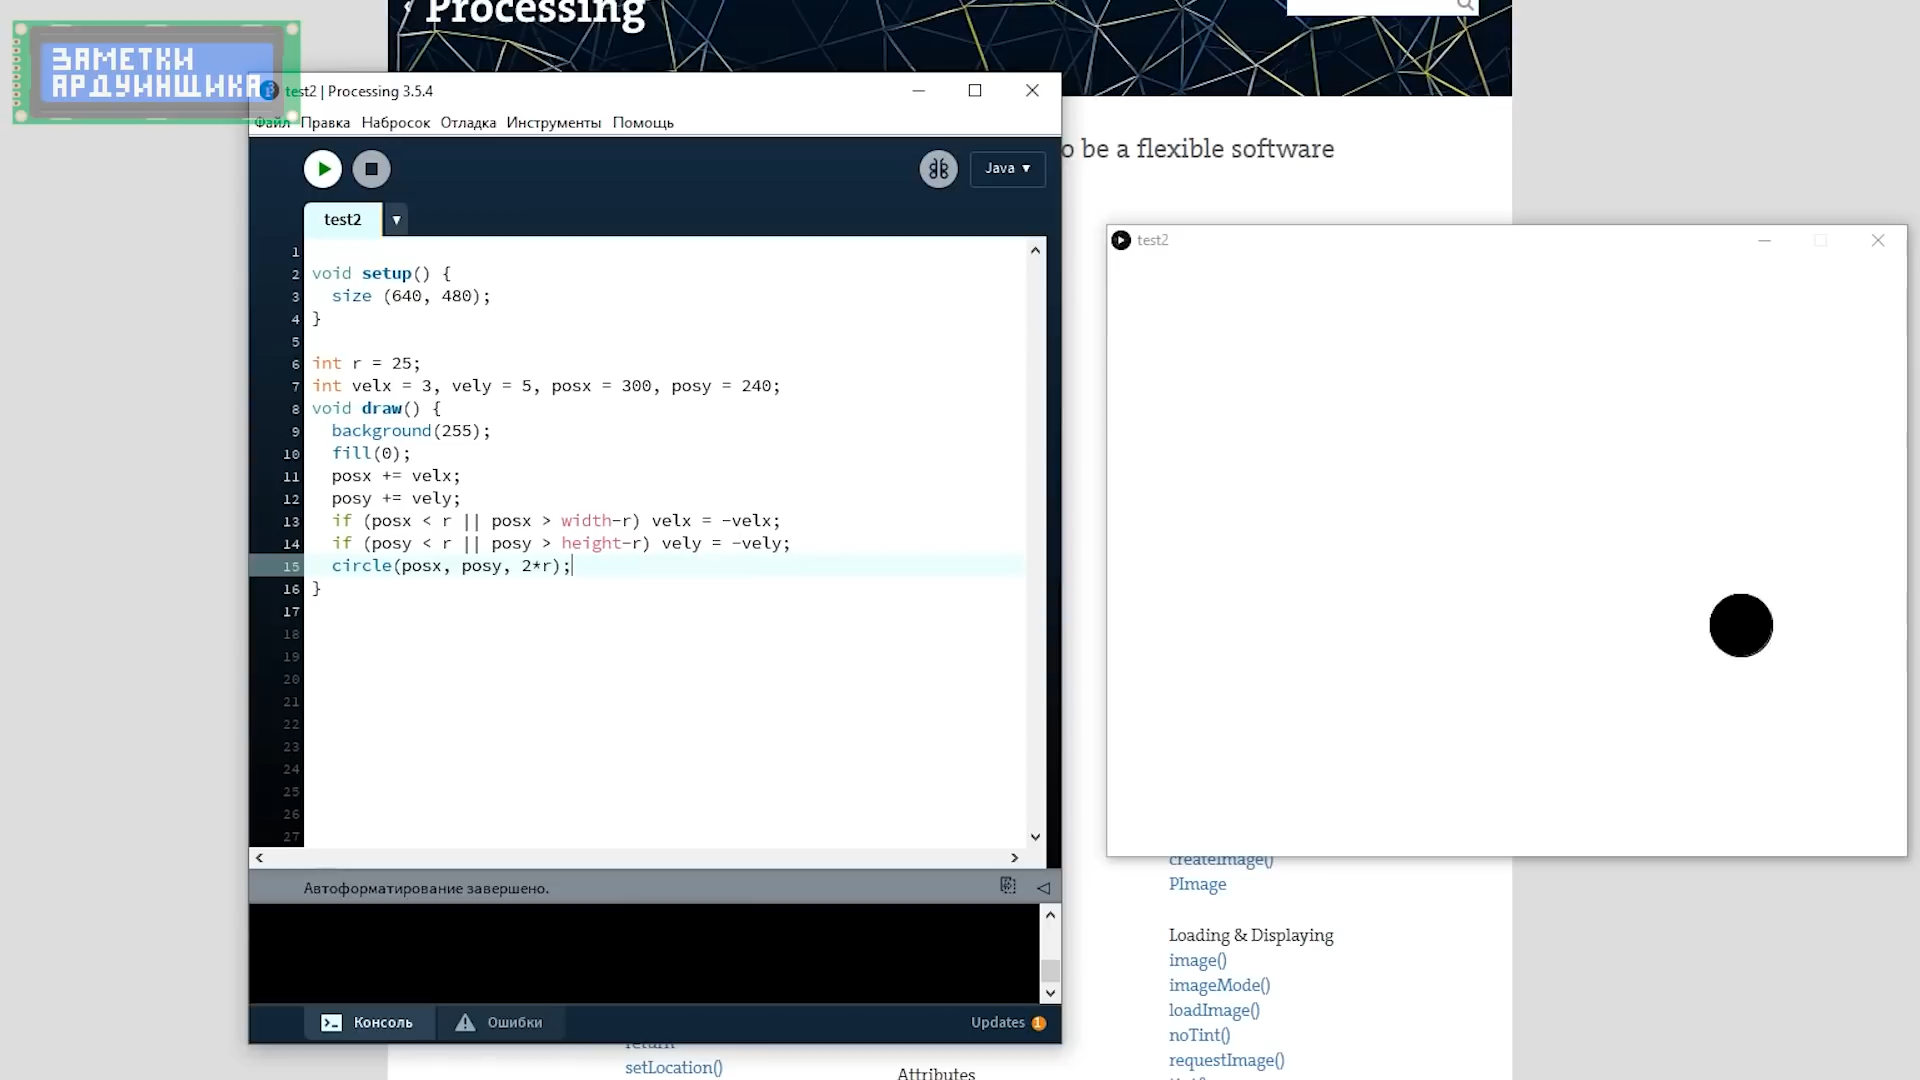 Processing
ЗАМЕТКИ
АРДУИНЩИКА
test2 | Processing 3.5.4
Файл Правка Набросок Отладка Инструменты Помощь
o be a flexible software
Java
test2
test2
1
2 void setup() {
3 size (640, 480);
4 }
5
6 int r = 25;
7 int velx = 3, vely = 5, posx = 300, posy = 240;
8 void draw() {
9 background(255);
10 fill(0);
11 posx += velx;
12 posy += vely;
13 if (posx < r || posx > width-r) velx = -velx;
14 if (posy < r || posy > height-r) vely = -vely;
15 circle(posx, posy, 2*r);
16 }
17
18
19
20
21
22
23
24
25
26
27
createImage()
PImage
Автоформатирование завершено.
Loading & Displaying
image()
imageMode()
loadImage()
noTint()
requestImage()
Консоль
Ошибки
Updates 1
return
setLocation()
Attributes